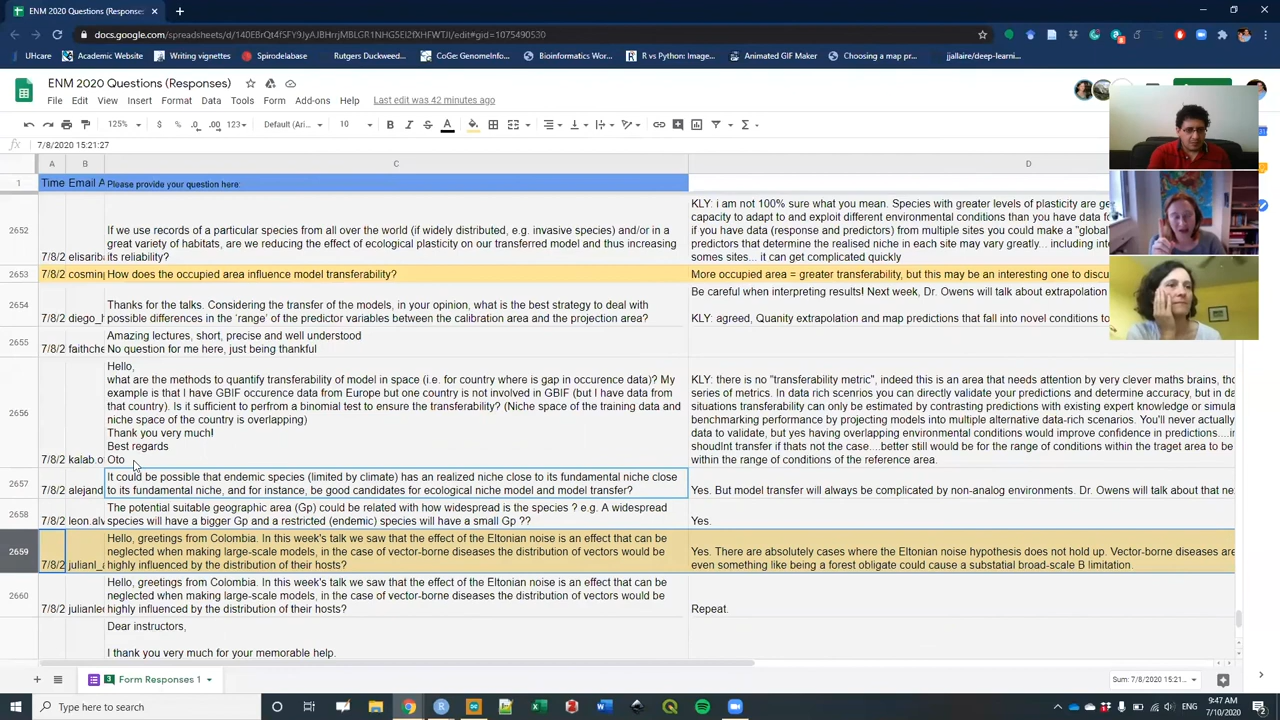 ENM 2020 Questions (Responses)
docs.google.com/spreadsheets/d/
UHcare
Academic Writing
Writing vignettes
Spirodelabase
Rutgers Duckweed...
CoGe: GenomeInfo
Bioinformatics Wor...
R vs Python: Image...
Animated GIF Maker
Choosing a map pr...
jjallaire/deep-learni...
ENM 2020 Questions (Responses)
File Edit View Insert Format Data Tools Form Add-ons Help Last edit was 42 minutes ago
125% $ % .0 .00 123 Default (Ari... 10 B I S A
7/8/2020 15:21:27
A B C D
1 Time Email A Please provide your question here:
KLY: i am not 100% sure what you mean. Species with greater levels of plasticity are ge
If we use records of a particular species from all over the world (if widely distributed, e.g. invasive species) and/or in a capacity to adapt to and exploit different environmental conditions than you have data fo
great variety of habitats, are we reducing the effect of ecological plasticity on our transferred model and thus increasing if you have data (response and predictors) from multiple sites you could make a "global
2652 7/8/2 elisarib its reliability? predictors that determine the realised niche in each site may vary greatly... including inter
somes sites... it can get complicated quickly
2653 7/8/2 cosmin How does the occupied area influence model transferability? More occupied area = greater transferability, but this may be an interesting one to discu
Be careful when interpreting results! Next week, Dr. Owens will talk about extrapolation
Thanks for the talks. Considering the transfer of the models, in your opinion, what is the best strategy to deal with
2654 7/8/2 diego_h possible differences in the 'range' of the predictor variables between the calibration area and the projection area? KLY: agreed, Quanity extrapolation and map predictions that fall into novel conditions to
Amazing lectures, short, precise and well understood
2655 7/8/2 faithche No question for me here, just being thankful
Hello,
what are the methods to quantify transferability of model in space (i.e. for country where is gap in occurence data)? My KLY: there is no "transferability metric", indeed this is an area that needs attention by very clever maths brains, tho
example is that I have GBIF occurence data from Europe but one country is not involved in GBIF (but I have data from series of metrics. In data rich scenrios you can directly validate your predictions and determine accuracy, but in da
that country). Is it sufficient to perfrom a binomial test to ensure the transferability? (Niche space of the training data and situations transferability can only be estimated by contrasting predictions with existing expert knowledge or simula
2656 niche space of the country is overlapping) benchmarking performance by projecting models into multiple alternative data-rich scenarios. You'll never actually
Thank you very much! data to validate, but yes having overlapping environments would improve confidence in predictions....ir
Best regards shoudlnt transfer if thats not the case....better still would be for the variation in the traget area to be
7/8/2 kalab.o Oto within the range of conditions of the reference area.
It could be possible that endemic species (limited by climate) has an realized niche close to its fundamental niche close
2657 7/8/2 alejand to its fundamental niche, and for instance, be good candidates for ecological niche model and model transfer? Yes. But model transfer will always involve non-analog environments. Dr. Owens will talk about that ne
The potential suitable geographic area (Gp) could be related with how widespread is the species ? e.g. A widespread
2658 7/8/2 leon.alv species will have a bigger Gp and a restricted (endemic) species will have a small Gp ?? Yes.
Hello, greetings from Colombia. In this week's talk we saw that the effect of the Eltonian noise is an effect that can be
2659 neglected when making large-scale models, in the case of vector-borne diseases the distribution of vectors would be Yes. There are absolutely cases where the Eltonian noise hypothesis does not hold up. Vector-borne diseases are
7/8/2 julianl_a highly influenced by the distribution of their hosts? even something like being a forest obligate could cause a substatial broad-scale B limitation.
Hello, greetings from Colombia. In this week's talk we saw that the effect of the Eltonian noise is an effect that can be
2660 neglected when making large-scale models, in the case of vector-borne diseases the distribution of vectors would be
7/8/2 julianleo highly influenced by the distribution of their hosts? Repeat.
Dear instructors,
I thank you very much for your memorable help.
3 Form Responses 1
Sum: 7/8/2020 15:21...
Type here to search
ENG
9:47 AM
7/10/2020
2